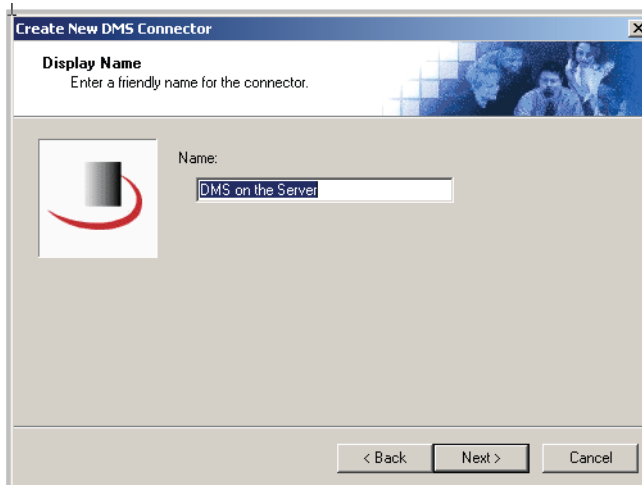 Create New DMS Connector
Display Name
Enter a friendly name for the connector.
Name:
DMS on the Server
< Back
Next >
Cancel